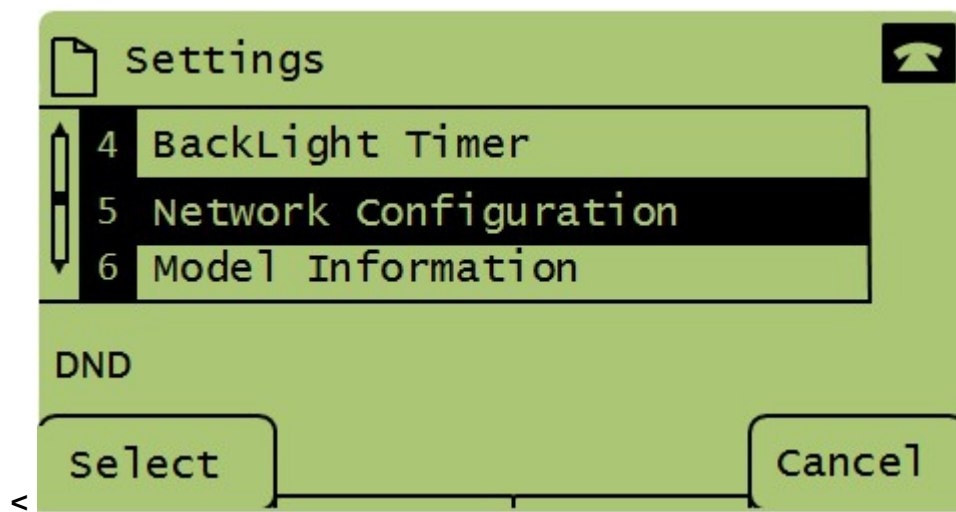 Settings
4 BackLight Timer
5 Network Configuration
6 Model Information
DND
Select Cancel
<